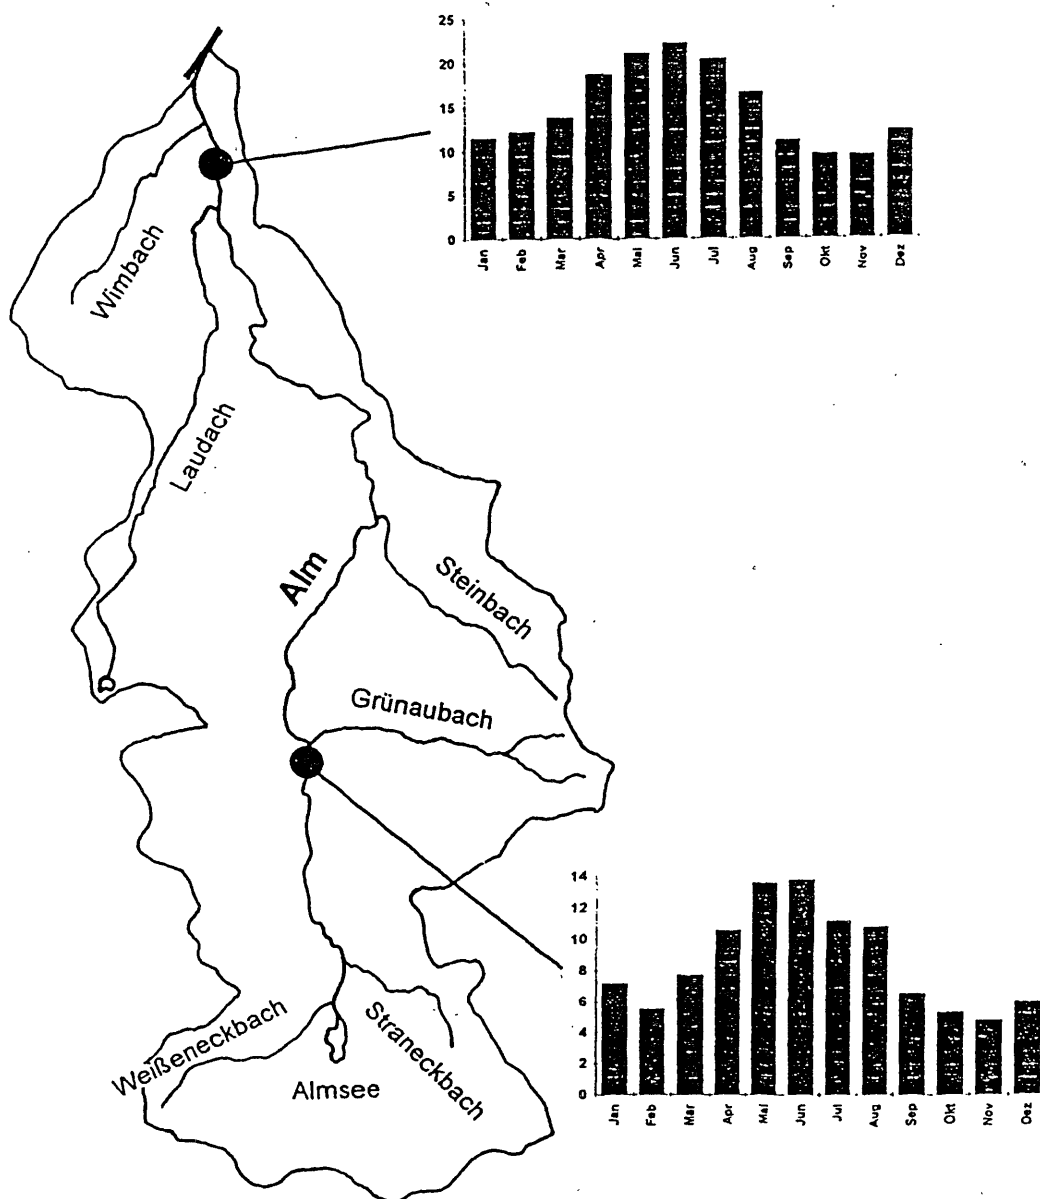 25
20
15
10
5
0
Jan
Feb
Mar
Apr
Mai
Jun
Jul
Aug
Sep
Okt
Nov
Dez
Wimbach
Laudach
Alm
Steinbach
Grünaubach
14
12
10
8
6
4
2
0
Jan
Feb
Mar
Apr
Mai
Jun
Jul
Aug
Sep
Okt
Nov
Dez
Weißeneckbach
Straneckbach
Almsee